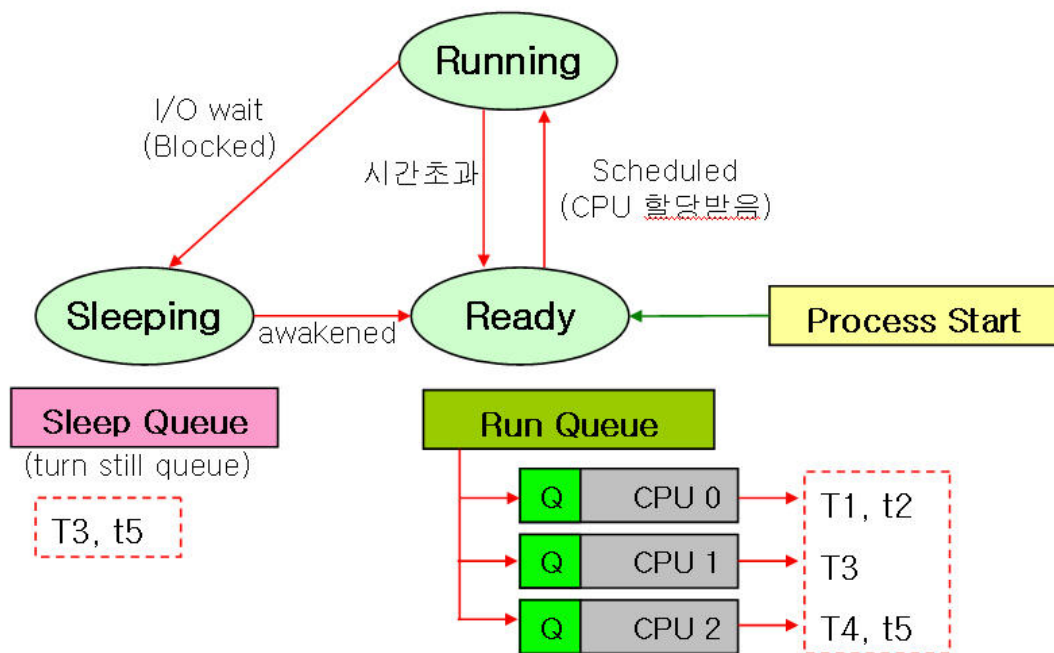 Running
I/O wait
(Blocked)
시간초과
Scheduled
(CPU 할당받음)
Sleeping
awakened
Ready
Process Start
Sleep Queue
(turn still queue)
T3, t5
Run Queue
Q CPU 0
T1, t2
Q CPU 1
T3
Q CPU 2
T4, t5